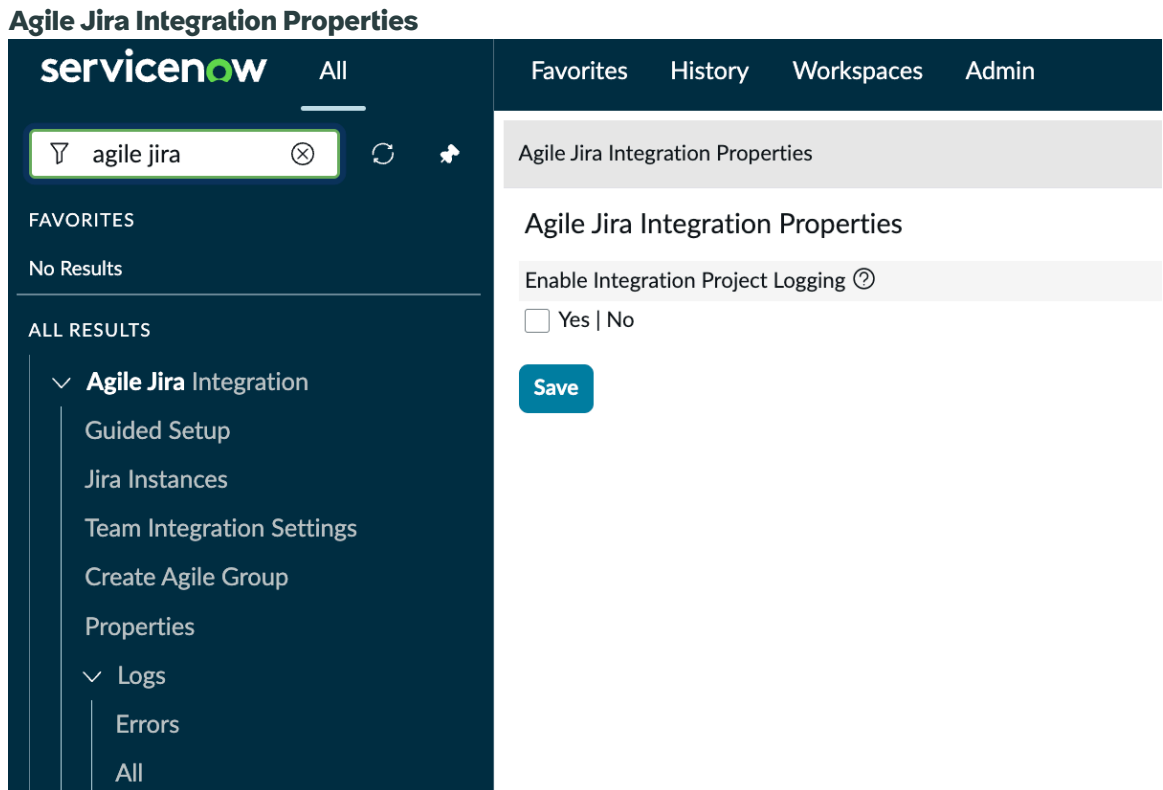 Agile Jira Integration Properties
servicenow
All
Favorites
History
Workspaces
Admin
agile jira
FAVORITES
No Results
ALL RESULTS
Agile Jira Integration
Guided Setup
Jira Instances
Team Integration Settings
Create Agile Group
Properties
Logs
Errors
All
Agile Jira Integration Properties
Agile Jira Integration Properties
Enable Integration Project Logging ?
Yes | No
Save